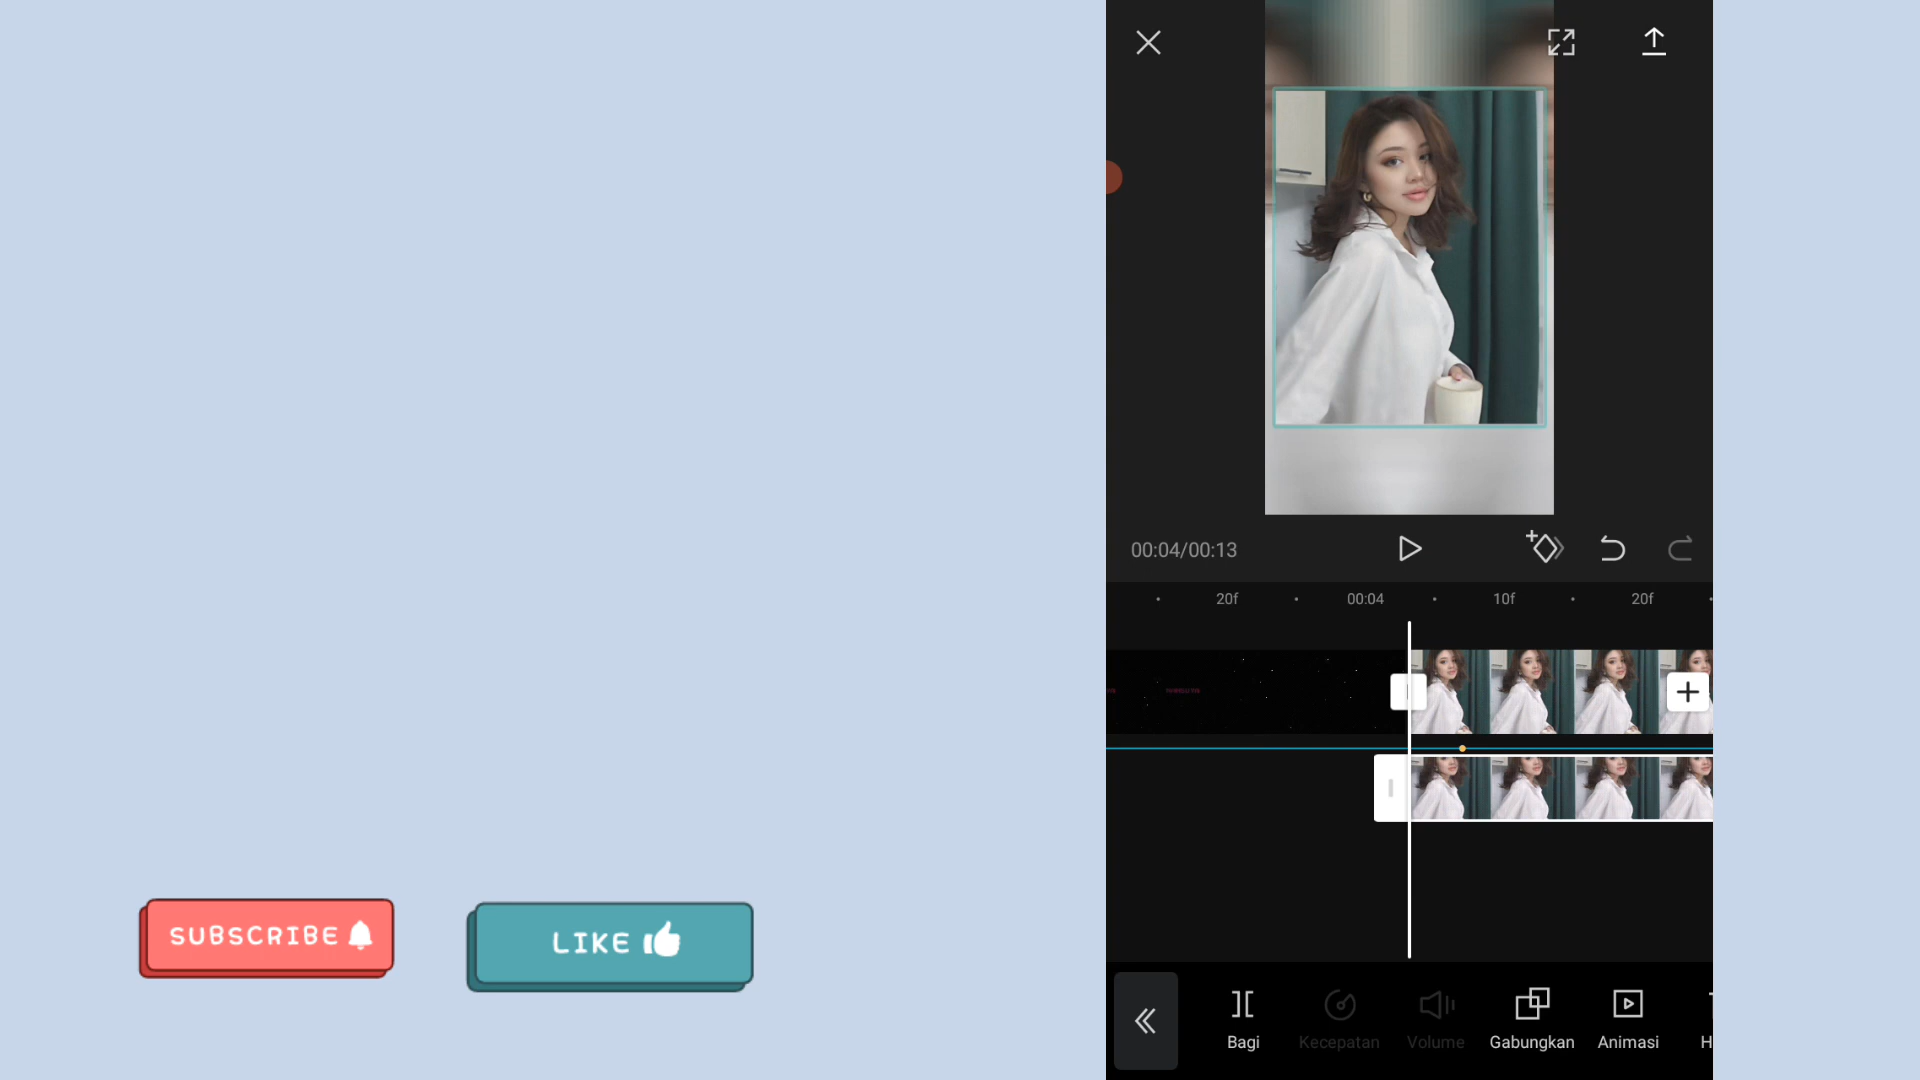 00:04/00:13
20f
00:04
10f
20f
SUBSCRIBE
LIKE
Bagi
Kecepatan
Volume
Gabungkan
Animasi
H